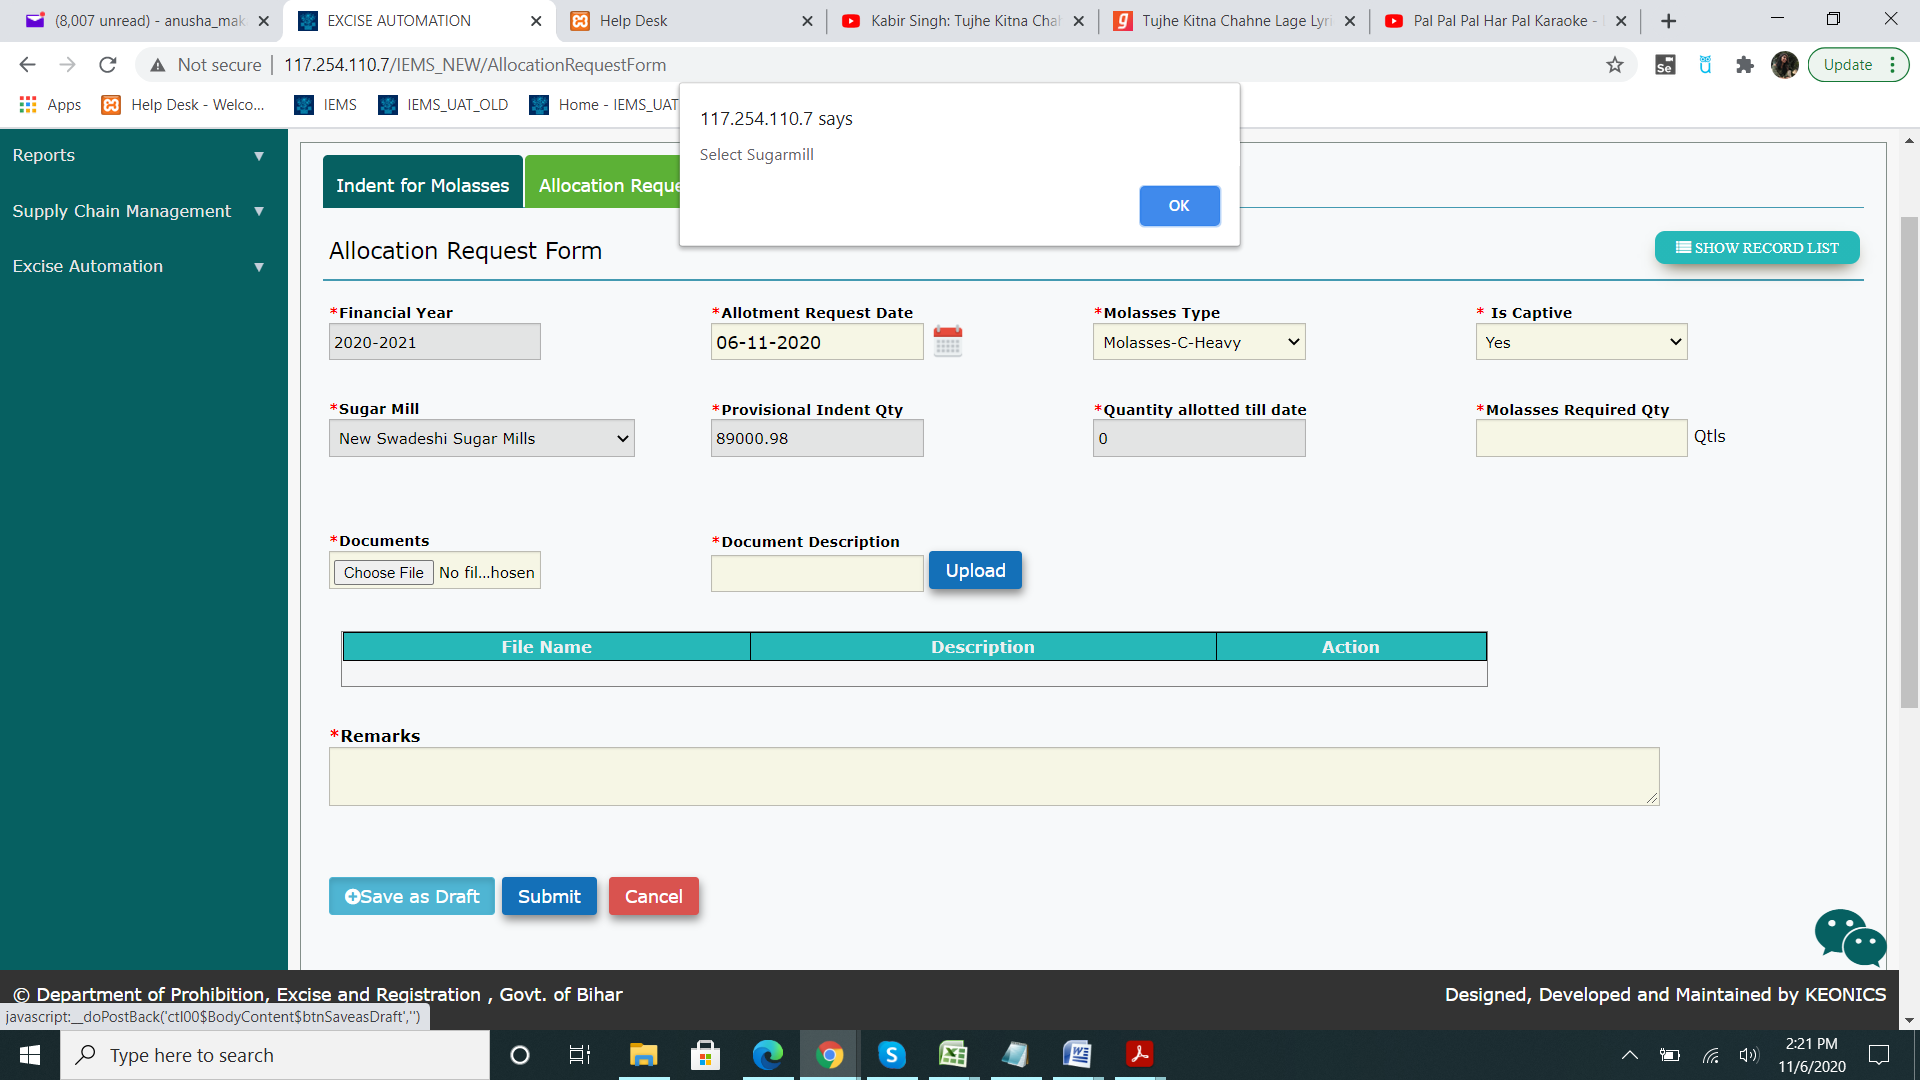 (8,007 unread) - anusha_mak
EXCISE AUTOMATION
Help Desk
Kabir Singh: Tujhe Kitna Cha
Tujhe Kitna Chahne Lage Lyri
Pal Pal Pal Har Pal Karaoke -
Not secure
117.254.110.7/IEMS_NEW/AllocationRequestForm
Se
Update
Apps
Help Desk - Welco...
IEMS
IEMS_UAT_OLD
Home - IEMS_UAT
117.254.110.7 says
Select Sugarmill
OK
Reports
Supply Chain Management
Excise Automation
Indent for Molasses
Allocation Reque
Allocation Request Form
SHOW RECORD LIST
*Financial Year
*Allotment Request Date
*Molasses Type
* Is Captive
2020-2021
06-11-2020
Molasses-C-Heavy
Yes
*Sugar Mill
*Provisional Indent Qty
*Quantity allotted till date
*Molasses Required Qty
New Swadeshi Sugar Mills
89000.98
0
Qtls
*Documents
*Document Description
Choose File No fil...hosen
Upload
File Name
Description
Action
*Remarks
Save as Draft
Submit
Cancel
© Department of Prohibition, Excise and Registration , Govt. of Bihar
Designed, Developed and Maintained by KEONICS
javascript:__doPostBack('ctl00$BodyContent$btnSaveasDraft','')
Type here to search
2:21 PM
11/6/2020